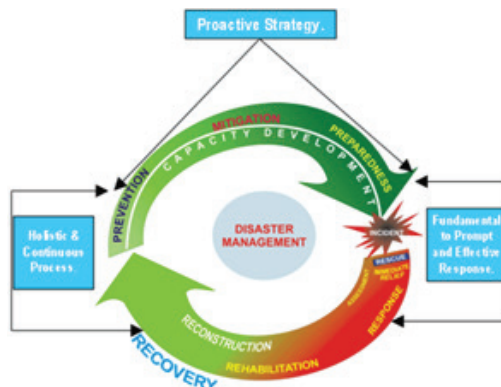 Proactive Strategy.
MITIGATION
CAPACITY DEVELOPMENT
PREVENTION
PREPAREDNESS
Holistic &
Continuous
Process.
DISASTER
MANAGEMENT
INCIDENT
Fundamental
to Prompt
and Effective
Response.
RESCUE
IMMEDIATE
RELIEF
ASSESSMENT
RESPONSE
RECONSTRUCTION
REHABILITATION
RECOVERY